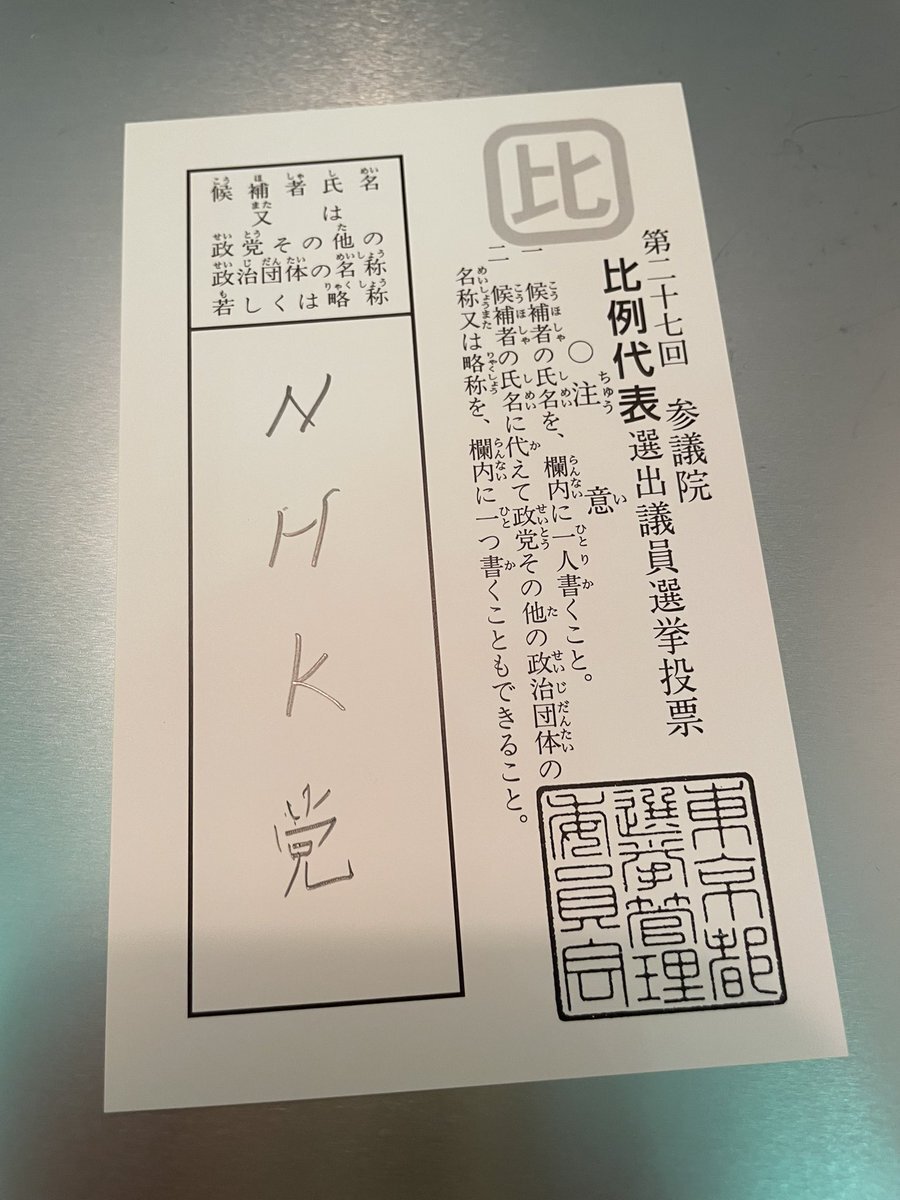 比
第二十七回 参議院
比例代表選出議員選挙投票
〇注意
一 候補者の氏名を、欄内に一人書くこと。
二 候補者の氏名に代えて政党その他の政治団体の
名称又は略称を、欄内に一つ書くこともできること。
東京都
選挙管理
委員会
候補者氏名
又は
政党その他の
政治団体の名称
若しくは略称
NHK党